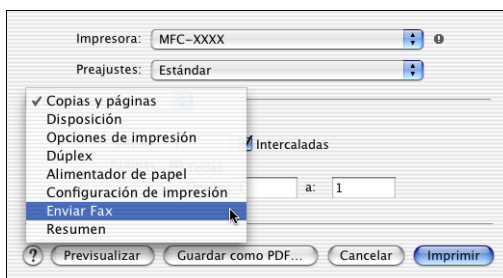 Impresora: MFC-XXXX
Preajustes: Estándar
✓ Copias y páginas
Disposición
Opciones de impresión
Dúplex
Intercaladas
Alimentador de papel
Configuración de impresión
a: 1
Enviar Fax
Resumen
? Previsualizar Guardar como PDF... Cancelar Imprimir